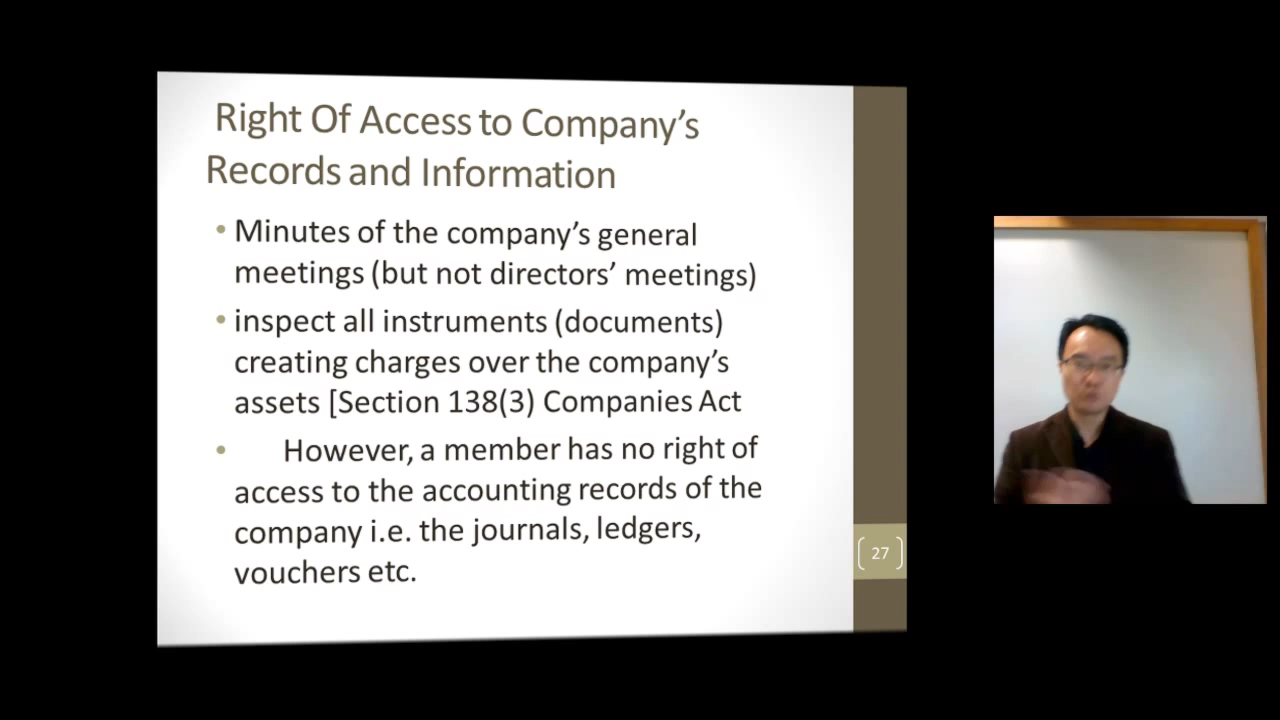 Right Of Access to Company's
Records and Information
• Minutes of the company's general
meetings (but not directors' meetings)
• inspect all instruments (documents)
creating charges over the company's
assets [Section 138(3) Companies Act
• However, a member has no right of
access to the accounting records of the
company i.e. the journals, ledgers,
vouchers etc.
27